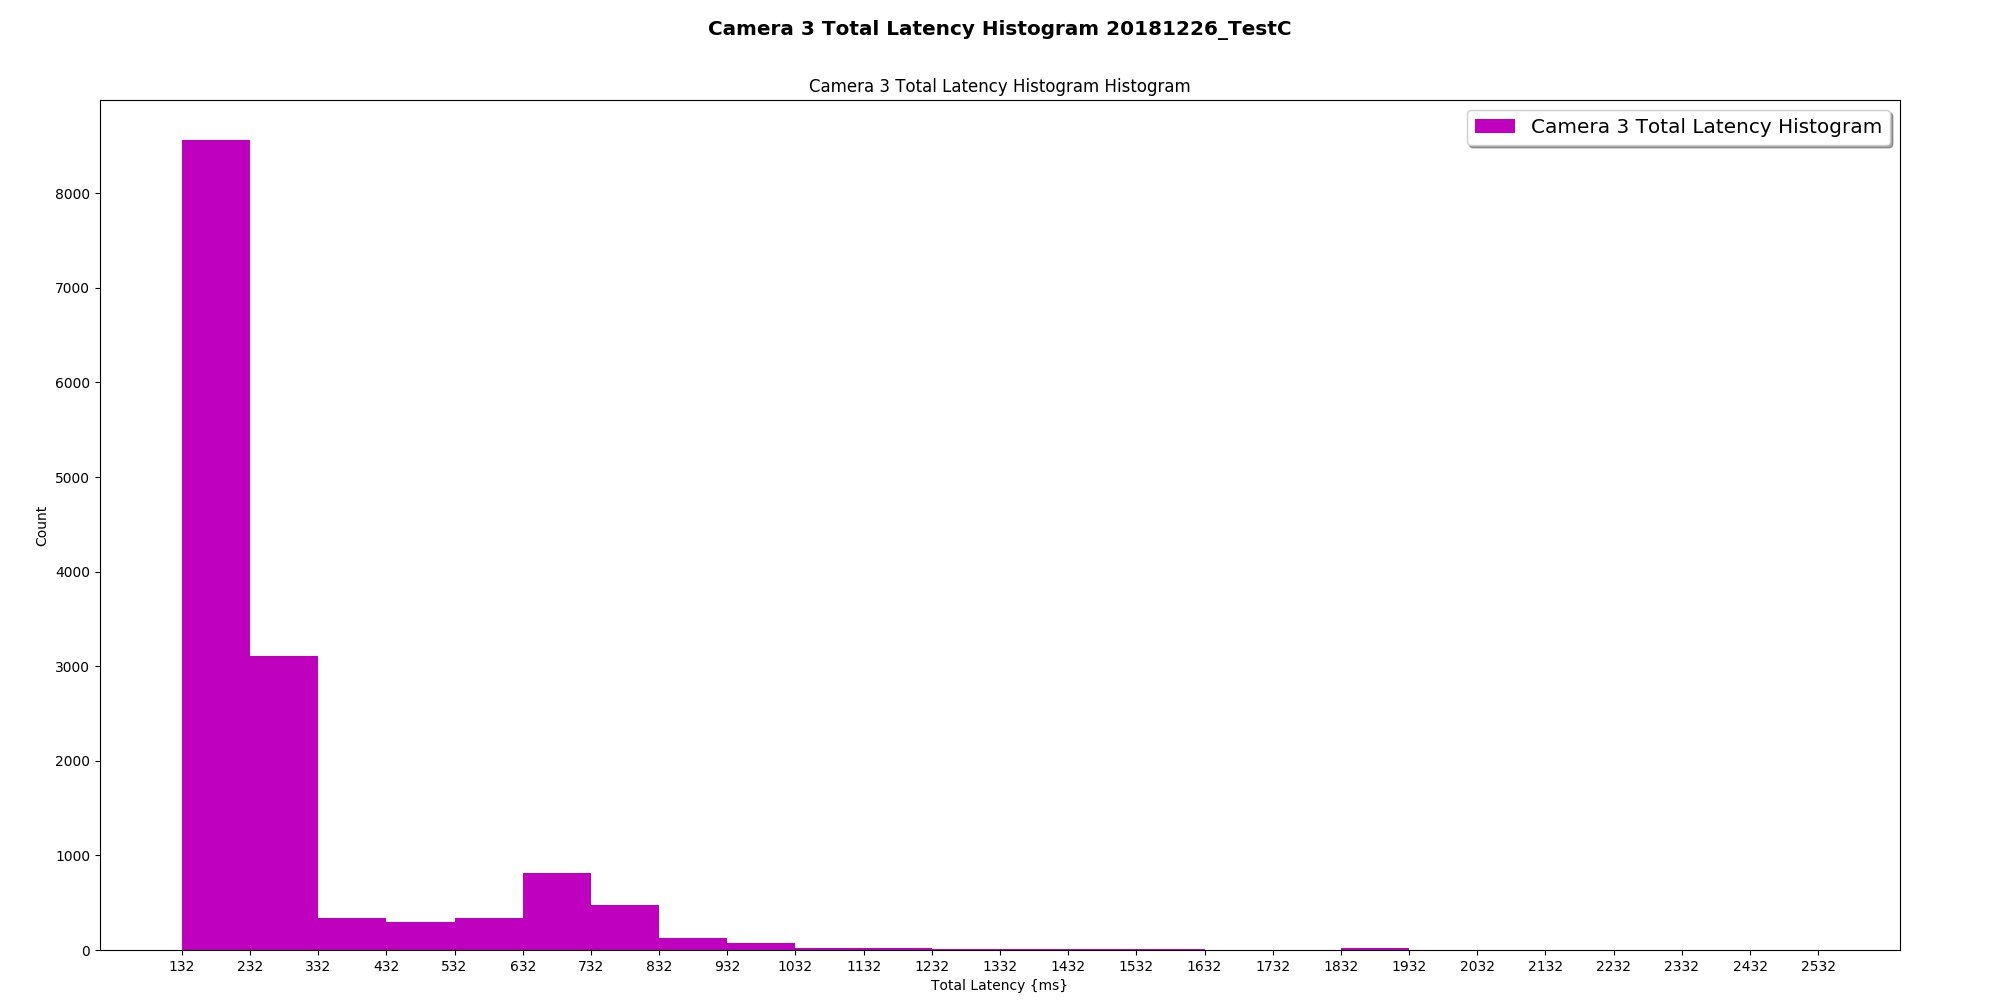 Camera 3 Total Latency Histogram 20181226_TestC
Camera 3 Total Latency Histogram Histogram
Camera 3 Total Latency Histogram
8000
7000
6000
5000
4000
3000
2000
1000
0
Count
132 232 332 432 532 632 732 832 932 1032 1132 1232 1332 1432 1532 1632 1732 1832 1932 2032 2132 2232 2332 2432 2532
Total Latency {ms}